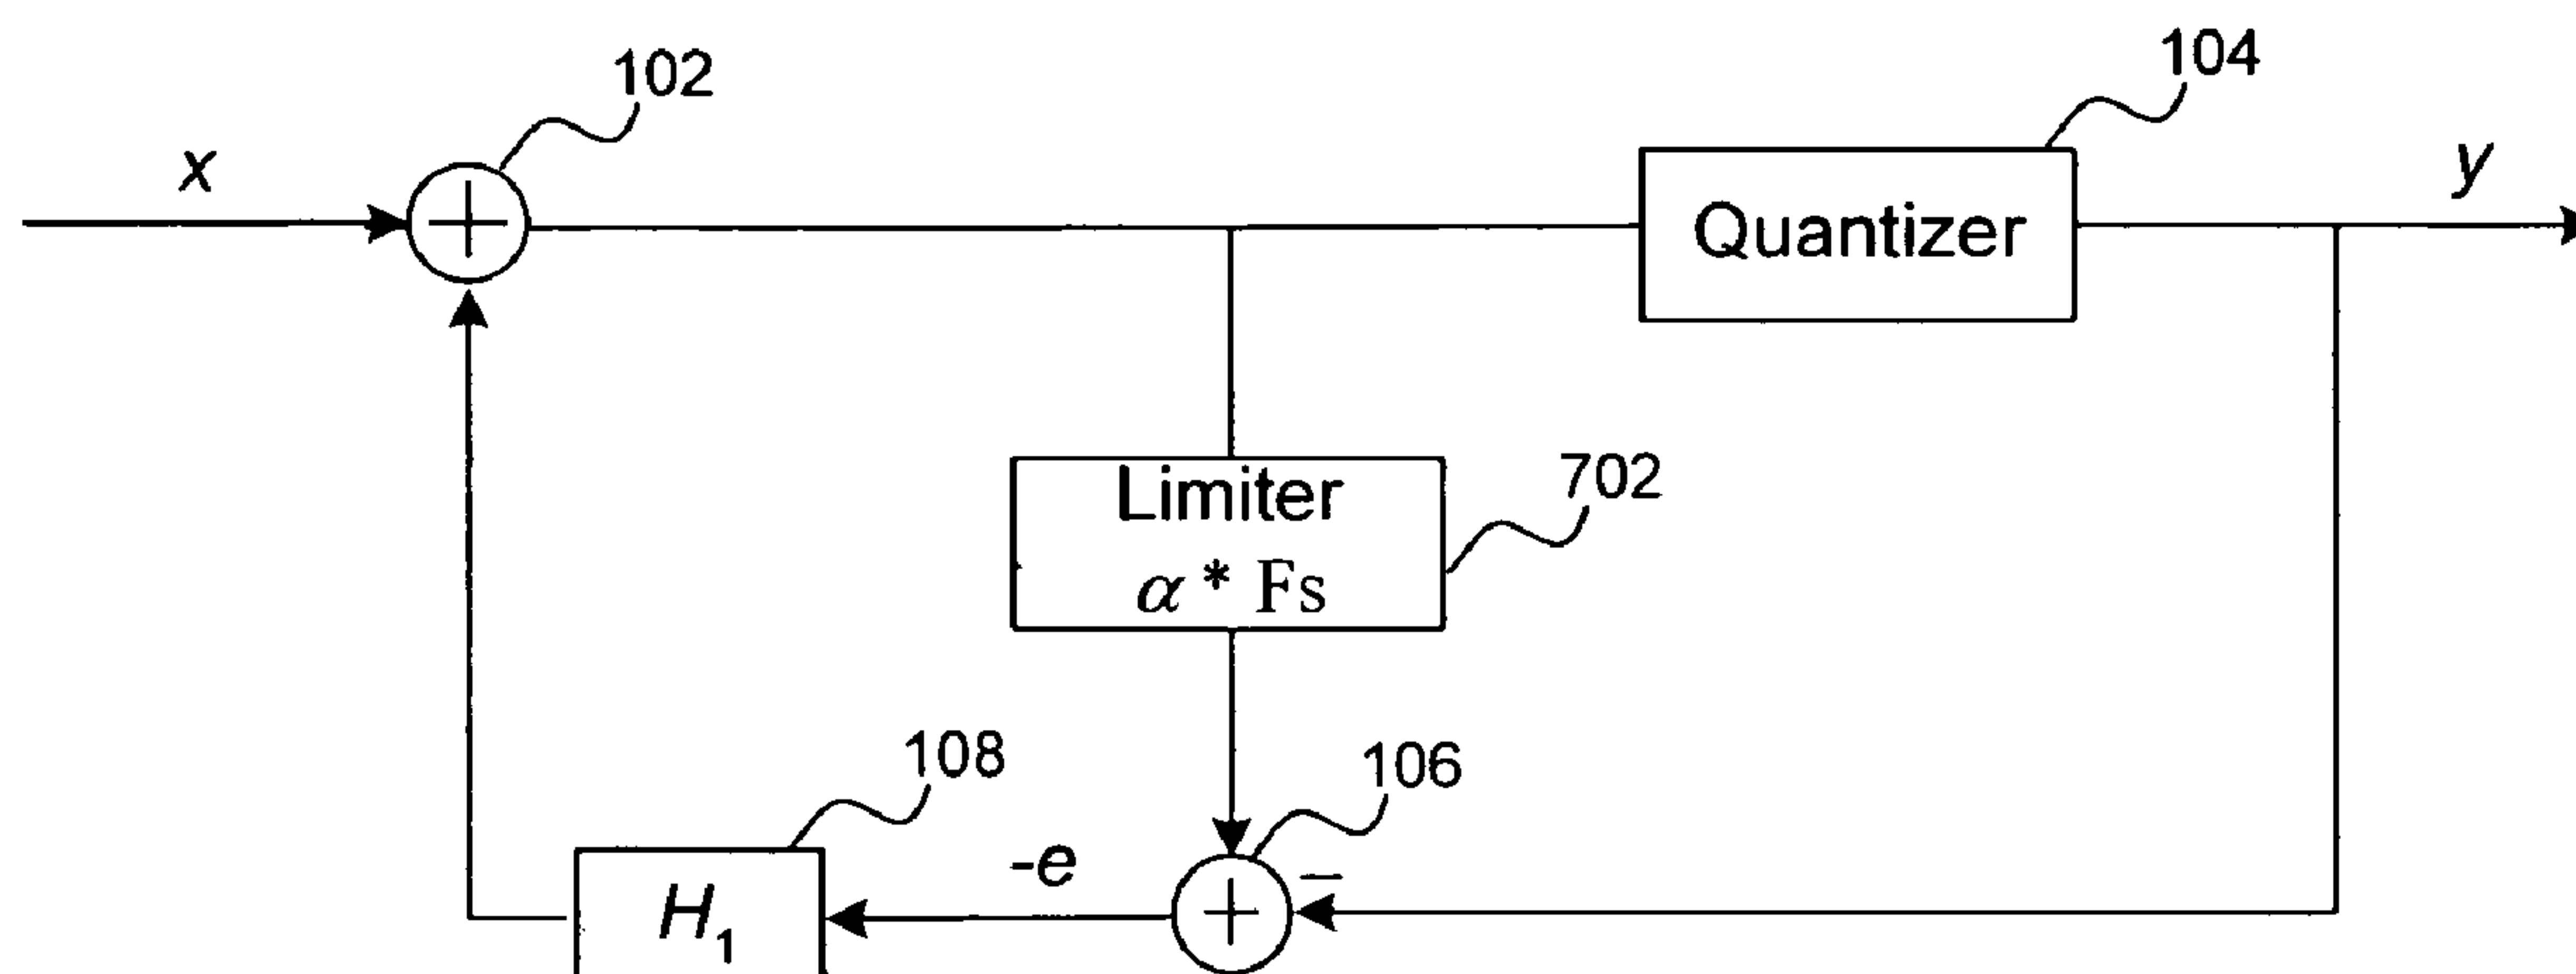 102
104
x
y
Quantizer
Limiter
α * Fs
702
108
106
-e
−
H1